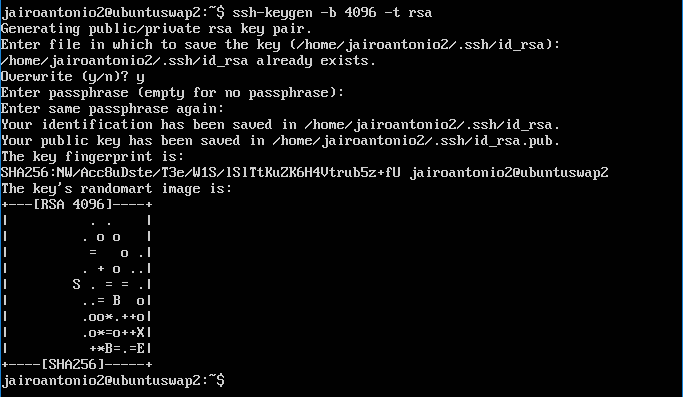 jairoantonio2@ubuntuswap2:~$ ssh-keygen -b 4096 -t rsa
Generating public/private rsa key pair.
Enter file in which to save the key (/home/jairoantonio2/.ssh/id_rsa):
/home/jairoantonio2/.ssh/id_rsa already exists.
Overwrite (y/n)? y
Enter passphrase (empty for no passphrase):
Enter same passphrase again:
Your identification has been saved in /home/jairoantonio2/.ssh/id_rsa.
Your public key has been saved in /home/jairoantonio2/.ssh/id_rsa.pub.
The key fingerprint is:
SHA256:NW/Acc8uDste/T3e/W1S/lSlTtKuZK6H4Vtrub5z+fU jairoantonio2@ubuntuswap2
The key's randomart image is:
+---[RSA 4096]----+
|          . .    |
|         . o o   |
|          =   o .|
|         . + o ..|
|        S . = = .|
|         ..= B  o|
|         .oo*.++o|
|         .o*=o++X|
|          +*B=.=E|
+----[SHA256]-----+
jairoantonio2@ubuntuswap2:~$